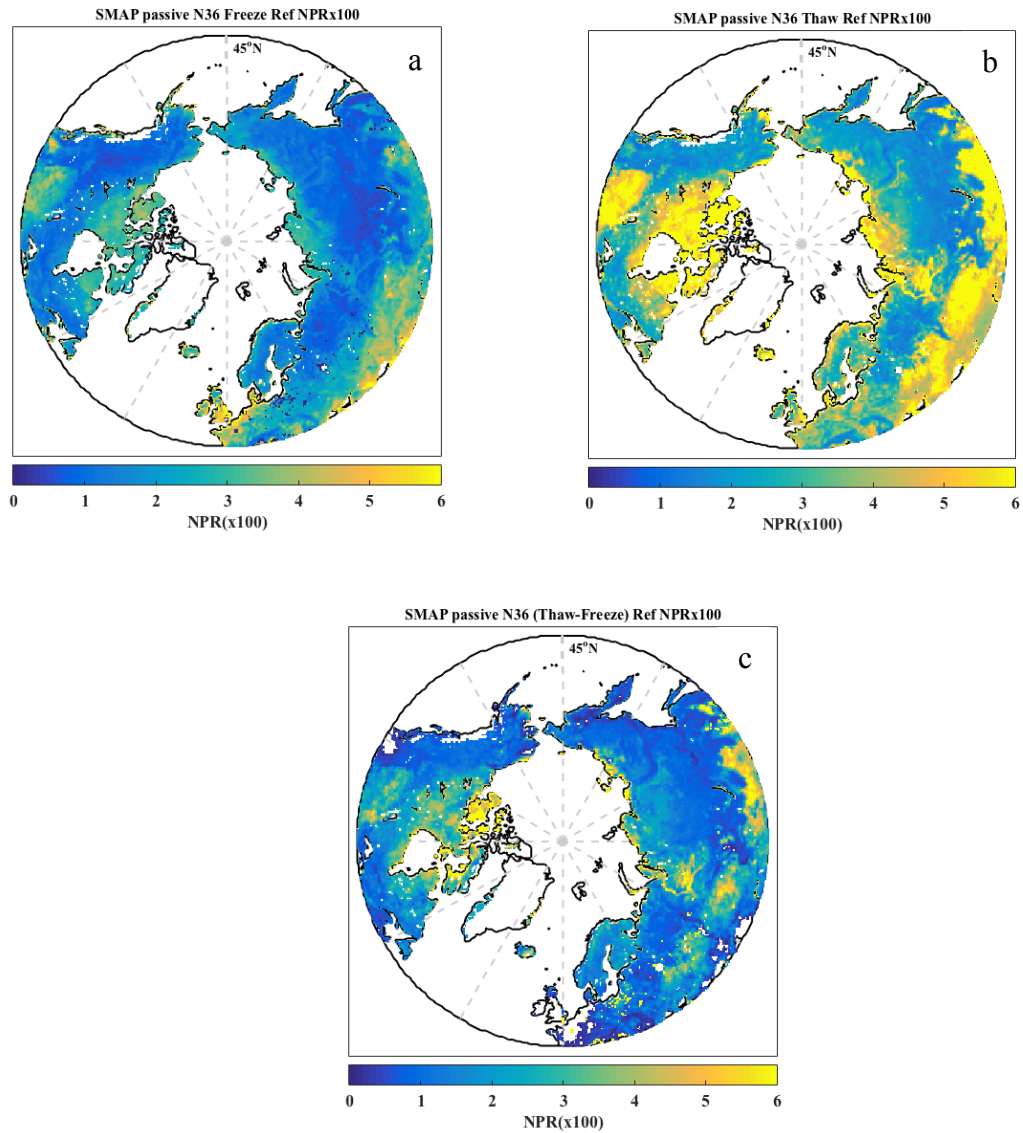 SMAP passive N36 Freeze Ref NPRx100
45°N
a
0 1 2 3 4 5 6
NPR(x100)
SMAP passive N36 Thaw Ref NPRx100
45°N
b
0 1 2 3 4 5 6
NPR(x100)
SMAP passive N36 (Thaw-Freeze) Ref NPRx100
45°N
c
0 1 2 3 4 5 6
NPR(x100)